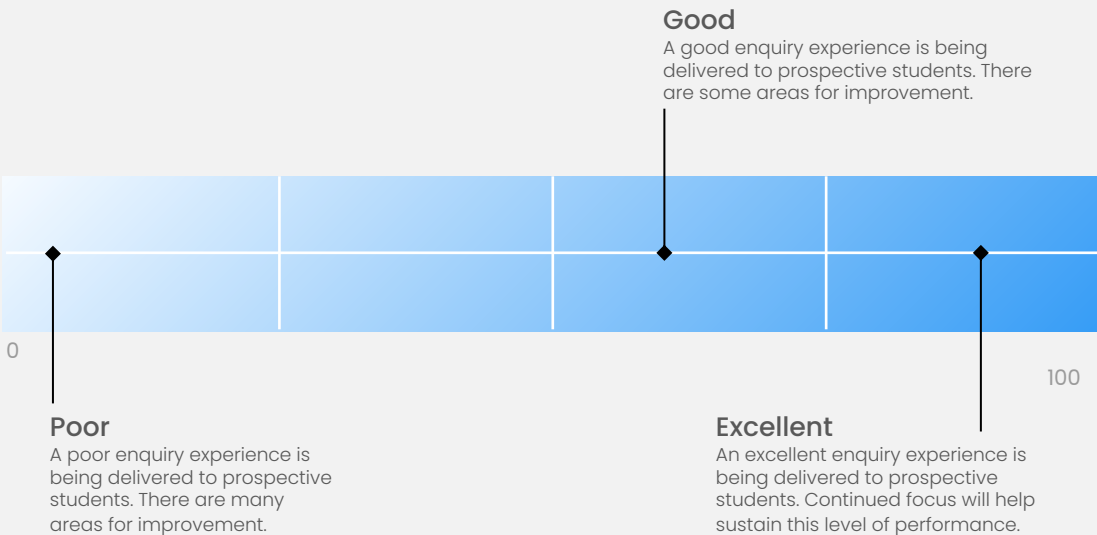 Good
A good enquiry experience is being
delivered to prospective students. There
are some areas for improvement.
0
100
Poor
A poor enquiry experience is
being delivered to prospective
students. There are many
areas for improvement.
Excellent
An excellent enquiry experience is
being delivered to prospective
students. Continued focus will help
sustain this level of performance.